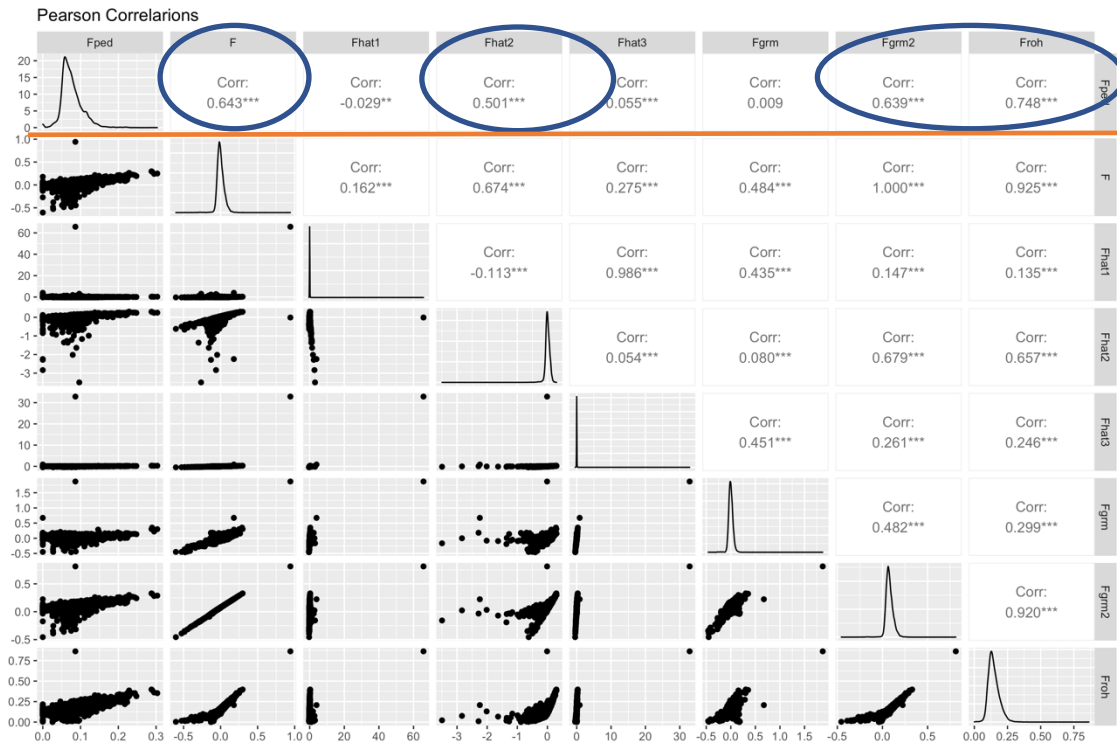 Pearson Correlarions
Fped F Fhat1 Fhat2 Fhat3 Fgrm Fgrm2 Froh
20
15
10
5
0
Corr: Corr: Corr: Corr: Corr: Corr: Corr:
0.643*** -0.029** 0.501*** 0.055*** 0.009 0.639*** 0.748***
1.0
0.5
0.0
-0.5
Corr: Corr: Corr: Corr: Corr: Corr:
0.162*** 0.674*** 0.275*** 0.484*** 1.000*** 0.925***
F
60
40
20
0
Corr: Corr: Corr: Corr: Corr:
-0.113*** 0.986*** 0.435*** 0.147*** 0.135***
Fhat1
0
-1
-2
-3
Corr: Corr: Corr: Corr:
0.054*** 0.080*** 0.679*** 0.657***
Fhat2
30
20
10
0
Corr: Corr: Corr:
0.451*** 0.261*** 0.246***
Fhat3
1.5
1.0
0.5
0.0
-0.5
Corr: Corr:
0.482*** 0.299***
Fgrm
0.5
0.0
-0.5
Corr:
0.920***
Fgrm2
0.75
0.50
0.25
0.00
Froh
0.0 0.1 0.2 0.3 -0.5 0.0 0.5 1.0 0 20 40 60 -3 -2 -1 0 0 10 20 30 -0.5 0.0 0.5 1.0 1.5 -0.5 0.0 0.5 0.00 0.25 0.50 0.75